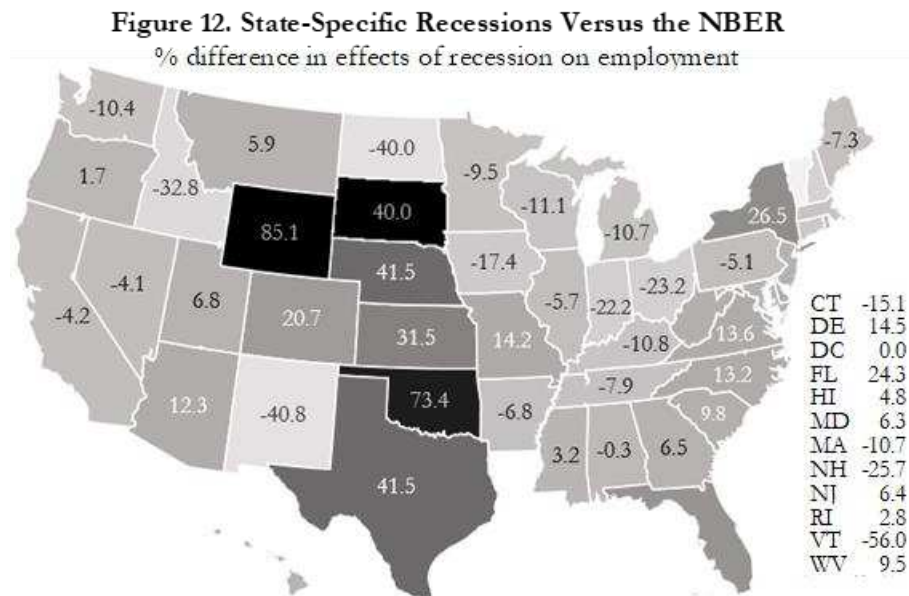 Figure 12. State-Specific Recessions Versus the NBER
% difference in effects of recession on employment
-10.4
5.9
-40.0
-9.5
-7.3
1.7
-32.8
-11.1
-10.7
26.5
85.1
40.0
-17.4
-5.1
-4.1
6.8
41.5
-5.7
-22.2
-23.2
-4.2
20.7
31.5
14.2
-10.8
13.6
12.3
-40.8
73.4
-6.8
-7.9
13.2
9.8
3.2
-0.3
6.5
41.5
CT -15.1
DE 14.5
DC 0.0
FL 24.3
HI 4.8
MD 6.3
MA -10.7
NH -25.7
NJ 6.4
RI 2.8
VT -56.0
WV 9.5